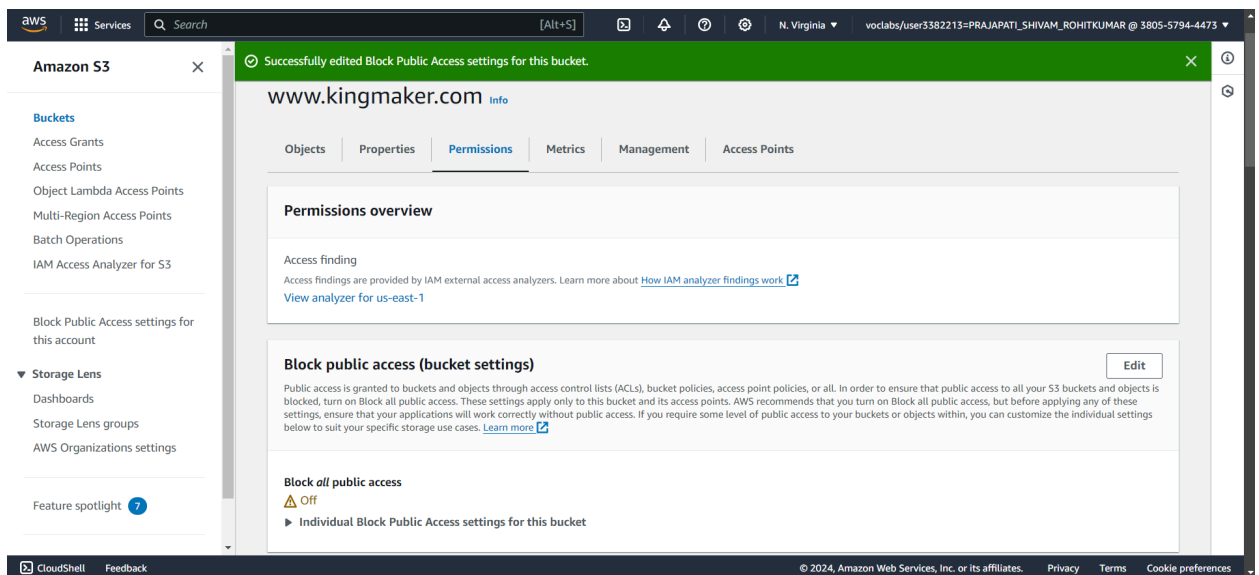 aws
Services
Search
[Alt+S]
N. Virginia
voclabs/user3382213=PRAJAPATI_SHIVAM_ROHITKUMAR @ 3805-5794-4473
Amazon S3
Buckets
Access Grants
Access Points
Object Lambda Access Points
Multi-Region Access Points
Batch Operations
IAM Access Analyzer for S3
Block Public Access settings for
this account
Storage Lens
Dashboards
Storage Lens groups
AWS Organizations settings
Feature spotlight 7
Successfully edited Block Public Access settings for this bucket.
www.kingmaker.com Info
Objects
Properties
Permissions
Metrics
Management
Access Points
Permissions overview
Access finding
Access findings are provided by IAM external access analyzers. Learn more about How IAM analyzer findings work
View analyzer for us-east-1
Block public access (bucket settings)
Edit
Public access is granted to buckets and objects through access control lists (ACLs), bucket policies, access point policies, or all. In order to ensure that public access to all your S3 buckets and objects is
blocked, turn on Block all public access. These settings apply only to this bucket and its access points. AWS recommends that you turn on Block all public access, but before applying any of these
settings, ensure that your applications will work correctly without public access. If you require some level of public access to your buckets or objects within, you can customize the individual settings
below to suit your specific storage use cases. Learn more
Block all public access
Off
Individual Block Public Access settings for this bucket
CloudShell
Feedback
© 2024, Amazon Web Services, Inc. or its affiliates.
Privacy
Terms
Cookie preferences